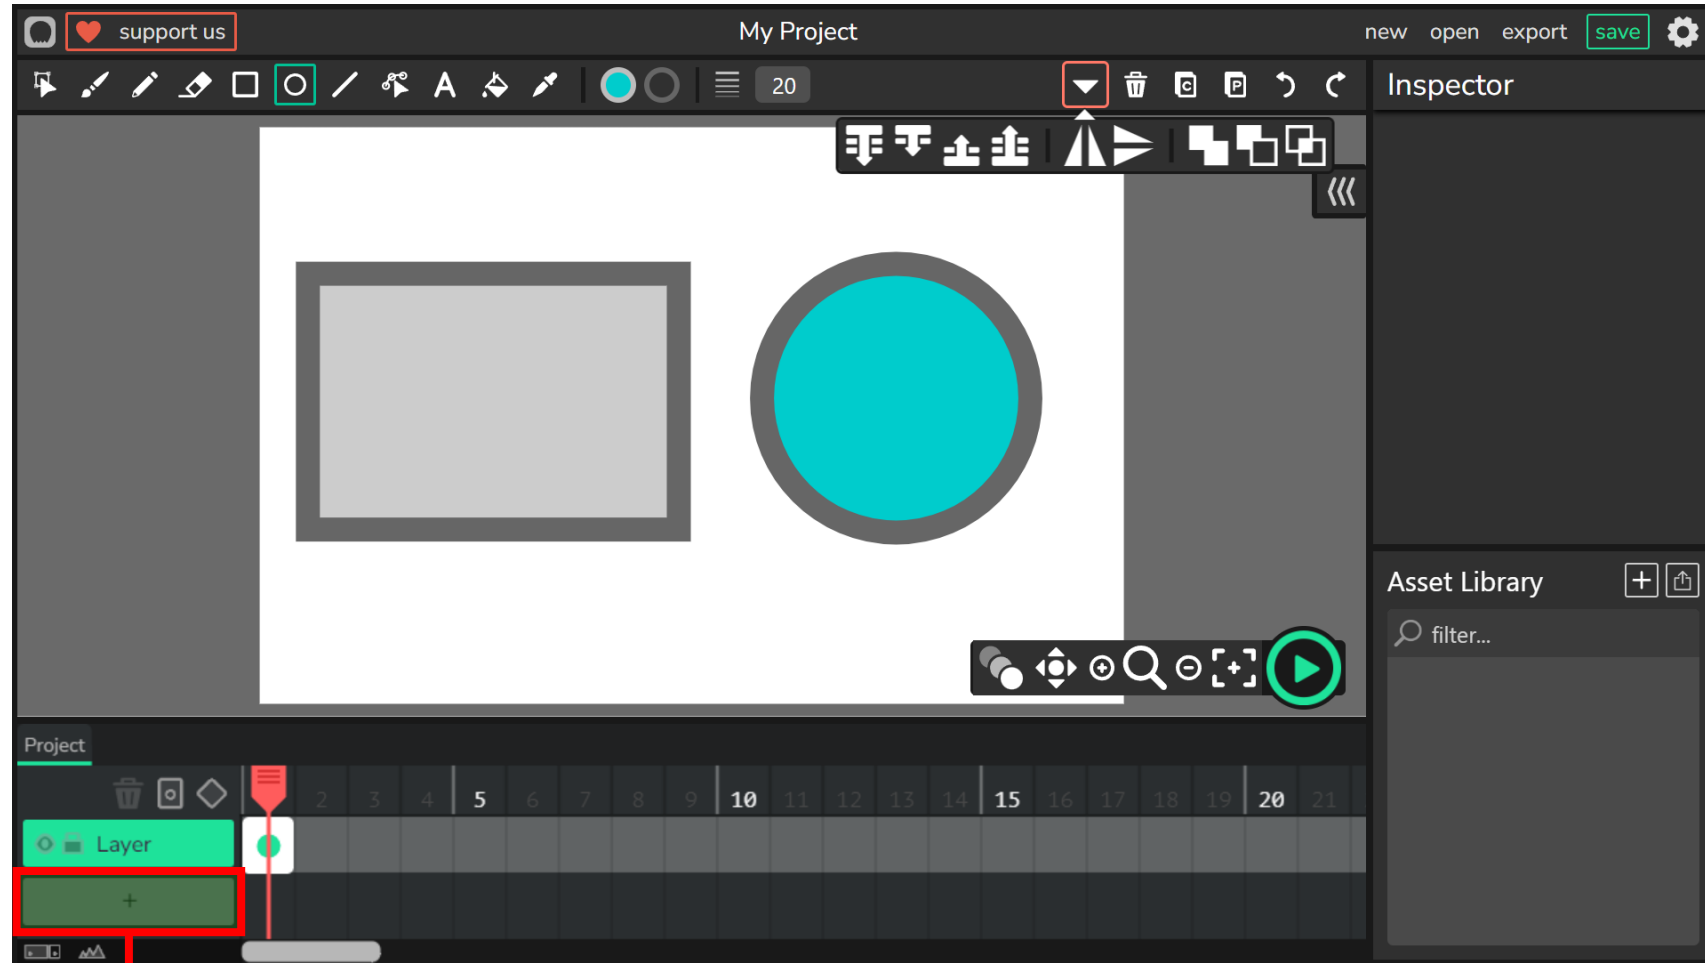 support us
My Project
new open export save
A
20
C P
Inspector
Asset Library
filter...
Project
2 3 4 5 6 7 8 9 10 11 12 13 14 15 16 17 18 19 20 21
Layer
+